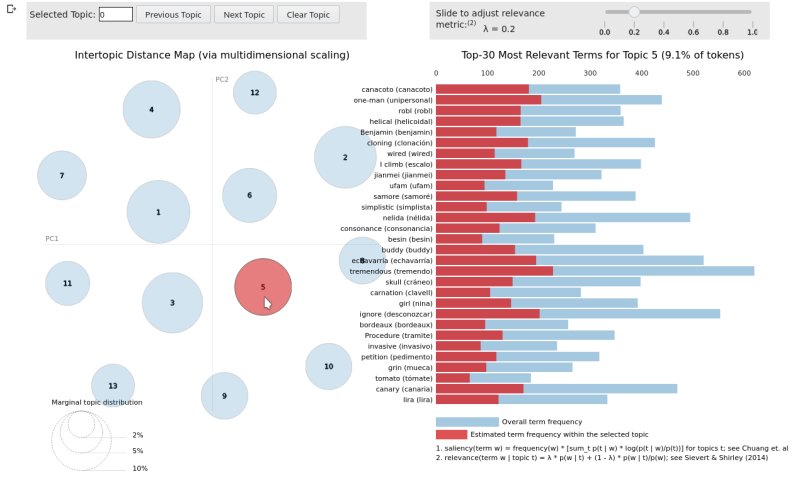 Selected Topic: 0 Previous Topic Next Topic Clear Topic
Slide to adjust relevance metric:(2)
λ = 0.2
0.0 0.2 0.4 0.6 0.8 1.0
Intertopic Distance Map (via multidimensional scaling)
PC2
PC1
4
12
2
7
6
1
8
11
5
3
10
13
9
Marginal topic distribution
2%
5%
10%
Top-30 Most Relevant Terms for Topic 5 (9.1% of tokens)
0 100 200 300 400 500 600
canacoto (canacoto)
one-man (unipersonal)
robl (robl)
helical (helicoidal)
Benjamin (benjamin)
cloning (clonación)
wired (wired)
I climb (escalo)
jianmei (jianmei)
ufam (ufam)
samore (samoré)
simplistic (simplista)
nelida (nélida)
consonance (consonancia)
besin (besin)
buddy (buddy)
echavarría (echavarría)
tremendous (tremendo)
skull (cráneo)
carnation (clavell)
girl (nina)
ignore (desconozcar)
bordeaux (bordeaux)
Procedure (tramite)
invasive (invasivo)
petition (pedimento)
grin (mueca)
tomato (tómate)
canary (canaria)
lira (lira)
Overall term frequency
Estimated term frequency within the selected topic
1. saliency(term w) = frequency(w) * [sum_t p(t | w) * log(p(t | w)/p(t))] for topics t; see Chuang et. al
2. relevance(term w | topic t) = λ * p(w | t) + (1 - λ) * p(w | t)/p(w); see Sievert & Shirley (2014)